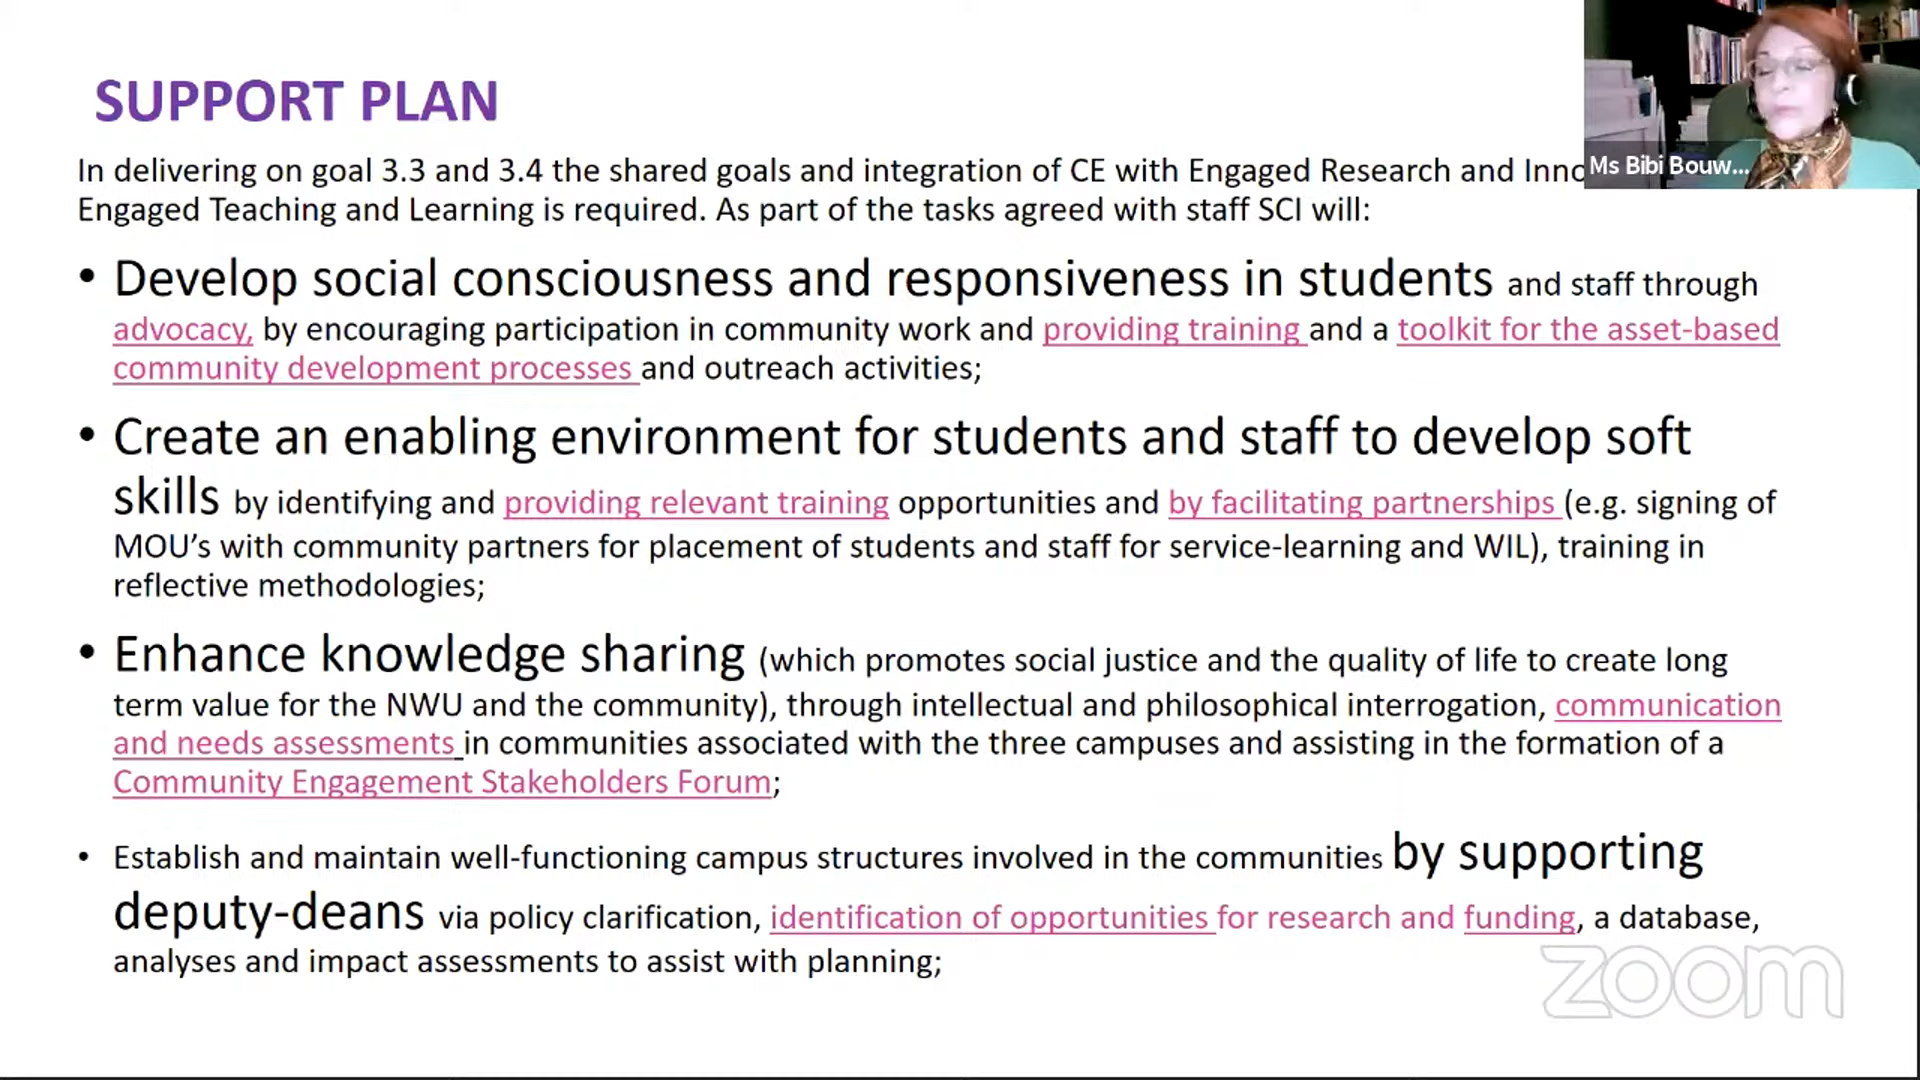 SUPPORT PLAN
In delivering on goal 3.3 and 3.4 the shared goals and integration of CE with Engaged Research and
Engaged Teaching and Learning is required. As part of the tasks agreed with staff SCI will:
• Develop social consciousness and responsiveness in students and staff through
advocacy, by encouraging participation in community work and providing training and a toolkit for the asset-based
community development processes and outreach activities;
• Create an enabling environment for students and staff to develop soft
skills by identifying and providing relevant training opportunities and by facilitating partnerships (e.g. signing of
MOU’s with community partners for placement of students and staff for service-learning and WIL), training in
reflective methodologies;
• Enhance knowledge sharing (which promotes social justice and the quality of life to create long
term value for the NWU and the community), through intellectual and philosophical interrogation, communication
and needs assessments in communities associated with the three campuses and assisting in the formation of a
Community Engagement Stakeholders Forum;
• Establish and maintain well-functioning campus structures involved in the communities by supporting
deputy-deans via policy clarification, identification of opportunities for research and funding, a database,
analyses and impact assessments to assist with planning;
Ms Bibi Bouw...
zoom